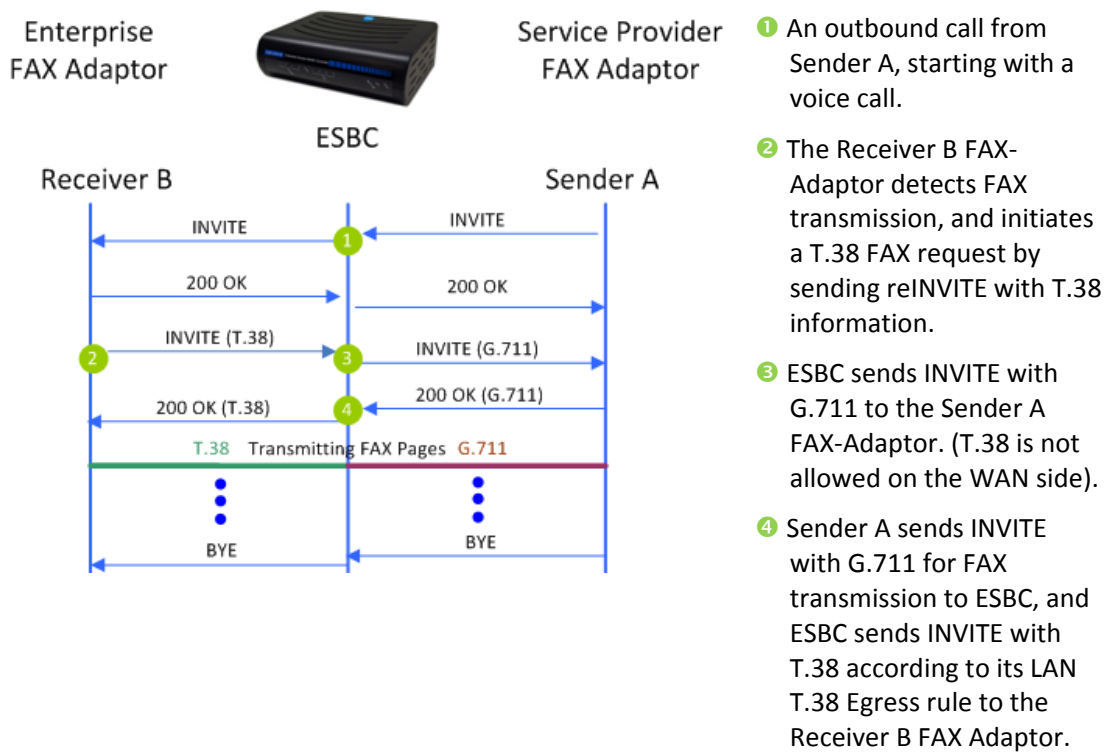 Enterprise
FAX Adaptor
ESBC
Service Provider
FAX Adaptor
Receiver B
Sender A
INVITE
INVITE
1
200 OK
200 OK
INVITE (T.38)
2
3
INVITE (G.711)
200 OK (T.38)
4
200 OK (G.711)
T.38 Transmitting FAX Pages G.711
BYE
BYE
1 An outbound call from
Sender A, starting with a
voice call.
2 The Receiver B FAX-
Adaptor detects FAX
transmission, and initiates
a T.38 FAX request by
sending reINVITE with T.38
information.
3 ESBC sends INVITE with
G.711 to the Sender A
FAX-Adaptor. (T.38 is not
allowed on the WAN side).
4 Sender A sends INVITE
with G.711 for FAX
transmission to ESBC, and
ESBC sends INVITE with
T.38 according to its LAN
T.38 Egress rule to the
Receiver B FAX Adaptor.